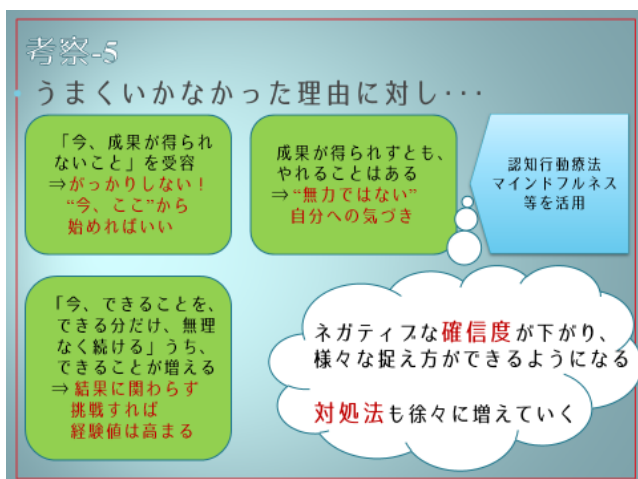 考察-5
うまくいかなかった理由に対し･･･
「今、成果が得られ
ないこと」を受容
⇒がっかりしない！
“今、ここ”から
始めればいい
成果が得られずとも、
やれることはある
⇒“無力ではない”
自分への気づき
認知行動療法
マインドフルネス
等を活用
「今、できることを、
できる分だけ、無理
なく続ける」うち、
できることが増える
⇒結果に関わらず
挑戦すれば
経験値は高まる
ネガティブな確信度が下がり、
様々な捉え方ができるようになる
対処法も徐々に増えていく